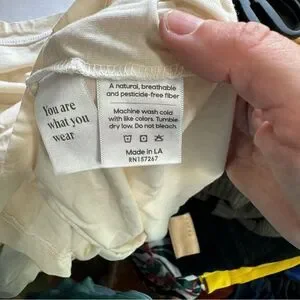 You are
what you
wear
A natural, breathable
and pesticide-free fiber
Machine wash cold
with like colors. Tumble
dry low. Do not bleach.
Made in LA
RN157267